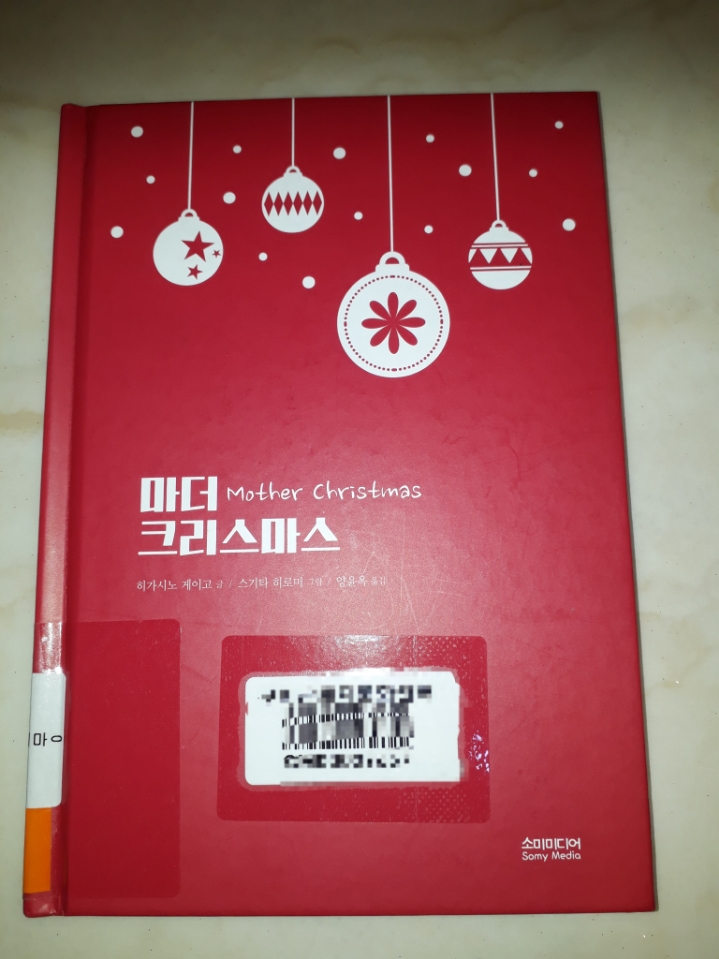 마더 Mother Christmas
크리스마스
히가시노 게이고 글 / 스기타 히로미 그림 / 양윤옥 옮김
소미미디어
Somy Media